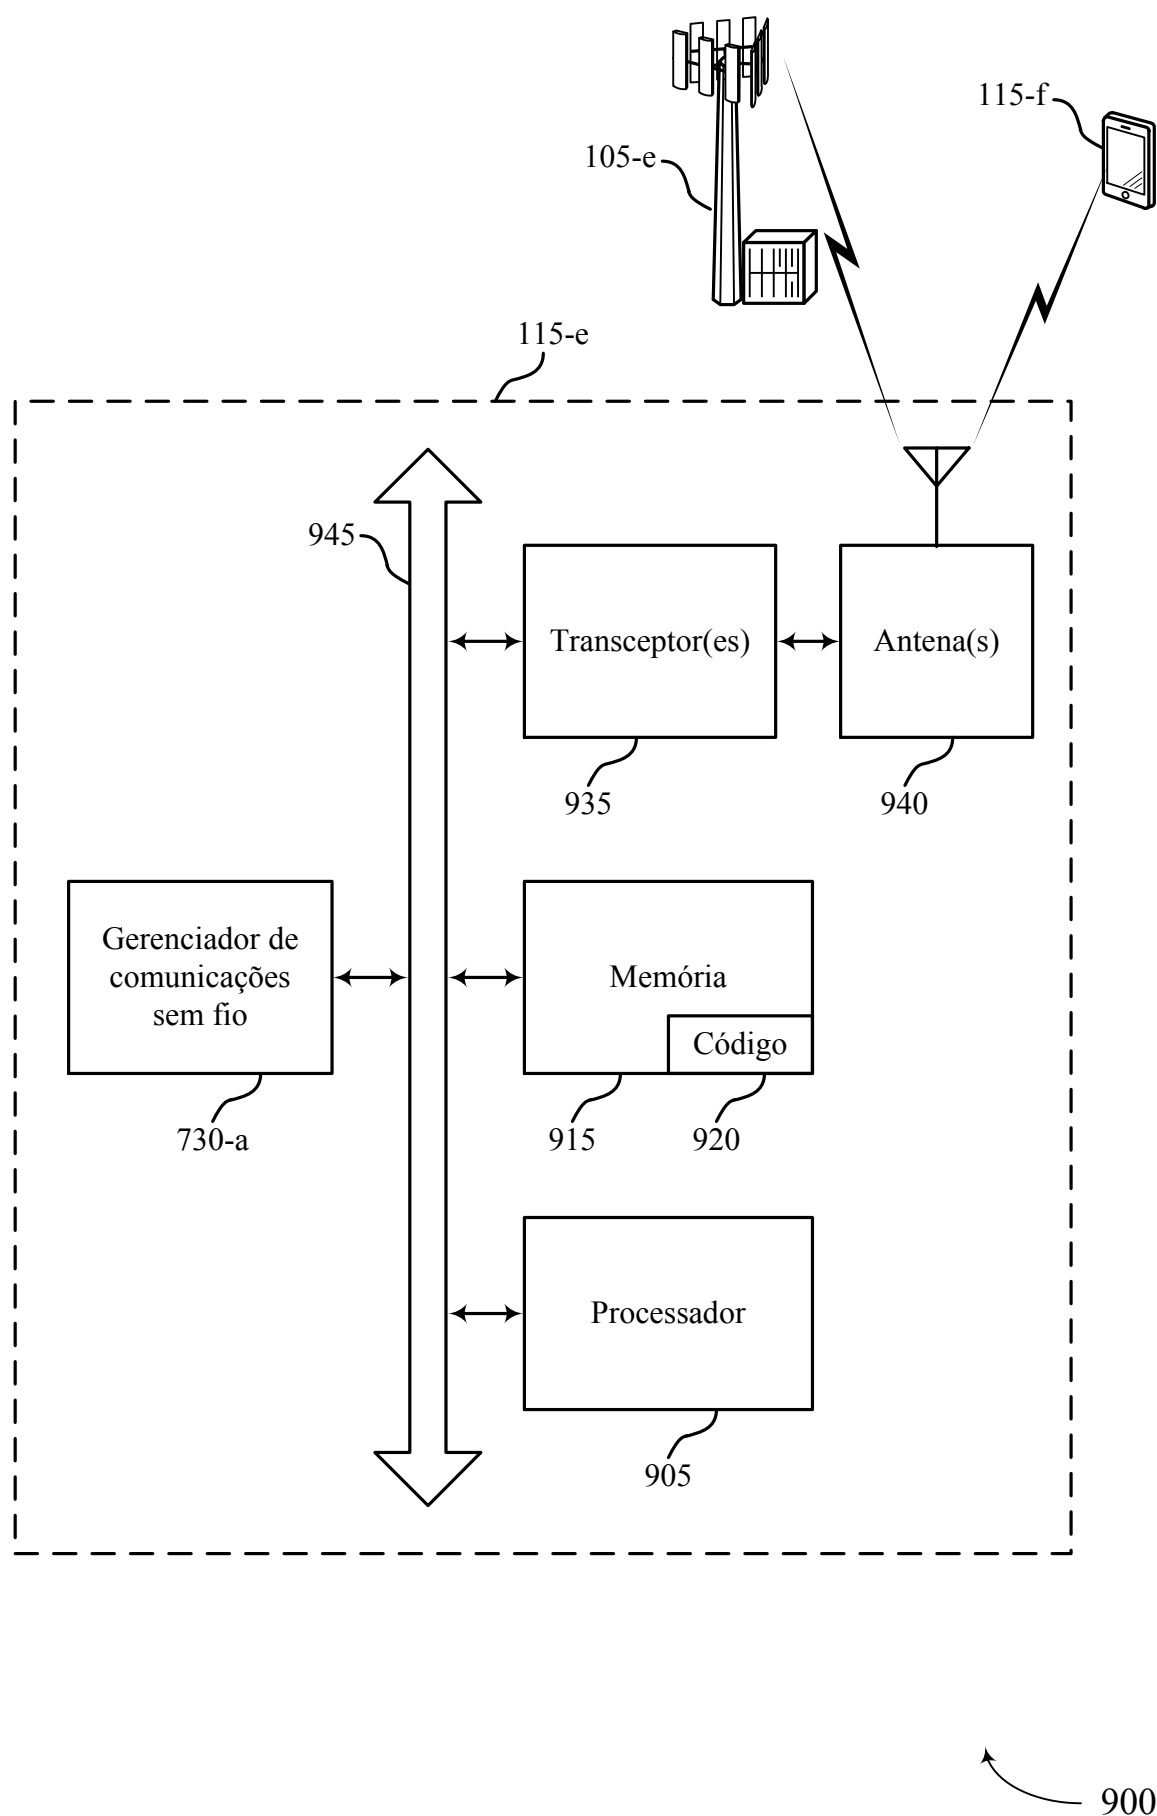 115-f
105-e
115-e
945
Transceptor(es)
Antena(s)
935
940
Gerenciador de
comunicações
sem fio
Memória
Código
730-a
915
920
Processador
905
900